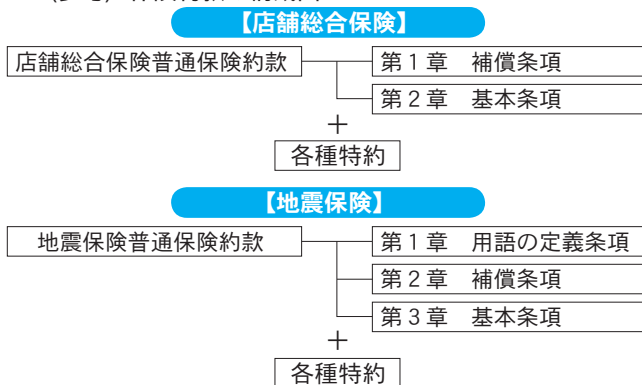 【店舗総合保険】
店舗総合保険普通保険約款
第1章 補償条項
第2章 基本条項
+
各種特約
【地震保険】
地震保険普通保険約款
第1章 用語の定義条項
第2章 補償条項
第3章 基本条項
+
各種特約